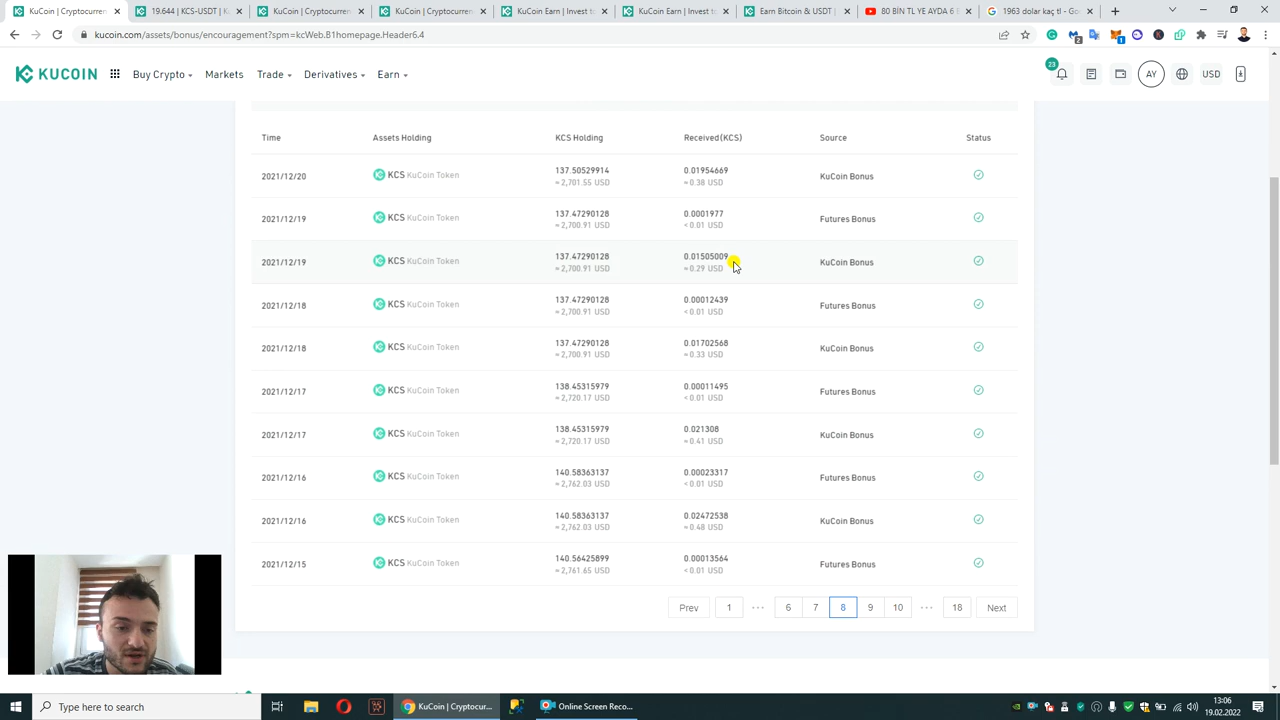 KuCoin | Cryptocurren
19.644 | KCS-USDT | Ku
KuCoin | Cryptocurren
KuCoin | Cryptocurren
KuCoin Earn | Invest to
KuCoin Earn | Invest to
Earn Bitcoin & USDT |
80 BİN TL YE AYDA 6 B
1963 dolar kaç tl - Goo
kucoin.com/assets/bonus/encouragement?spm=kcWeb.B1homepage.Header6.4
2
1
KUCOIN
Buy Crypto
Markets
Trade
Derivatives
Earn
23
AY
USD
Time Assets Holding KCS Holding Received(KCS) Source Status
2021/12/20 KCS KuCoin Token 137.50529914 0.01954669 KuCoin Bonus
≈ 2,701.55 USD ≈ 0.38 USD
2021/12/19 KCS KuCoin Token 137.47290128 0.0001977 Futures Bonus
≈ 2,700.91 USD < 0.01 USD
2021/12/19 KCS KuCoin Token 137.47290128 0.01505009 KuCoin Bonus
≈ 2,700.91 USD ≈ 0.29 USD
2021/12/18 KCS KuCoin Token 137.47290128 0.00012439 Futures Bonus
≈ 2,700.91 USD < 0.01 USD
2021/12/18 KCS KuCoin Token 137.47290128 0.01702568 KuCoin Bonus
≈ 2,700.91 USD ≈ 0.33 USD
2021/12/17 KCS KuCoin Token 138.45315979 0.00011495 Futures Bonus
≈ 2,720.17 USD < 0.01 USD
2021/12/17 KCS KuCoin Token 138.45315979 0.021308 KuCoin Bonus
≈ 2,720.17 USD ≈ 0.41 USD
2021/12/16 KCS KuCoin Token 140.58363137 0.00023317 Futures Bonus
≈ 2,762.03 USD < 0.01 USD
2021/12/16 KCS KuCoin Token 140.58363137 0.02472538 KuCoin Bonus
≈ 2,762.03 USD ≈ 0.48 USD
2021/12/15 KCS KuCoin Token 140.56425899 0.00013564 Futures Bonus
≈ 2,761.65 USD < 0.01 USD
Prev 1 ••• 6 7 8 9 10 ••• 18 Next
Type here to search
KuCoin | Cryptocur...
Online Screen Reco...
13:06
19.02.2022